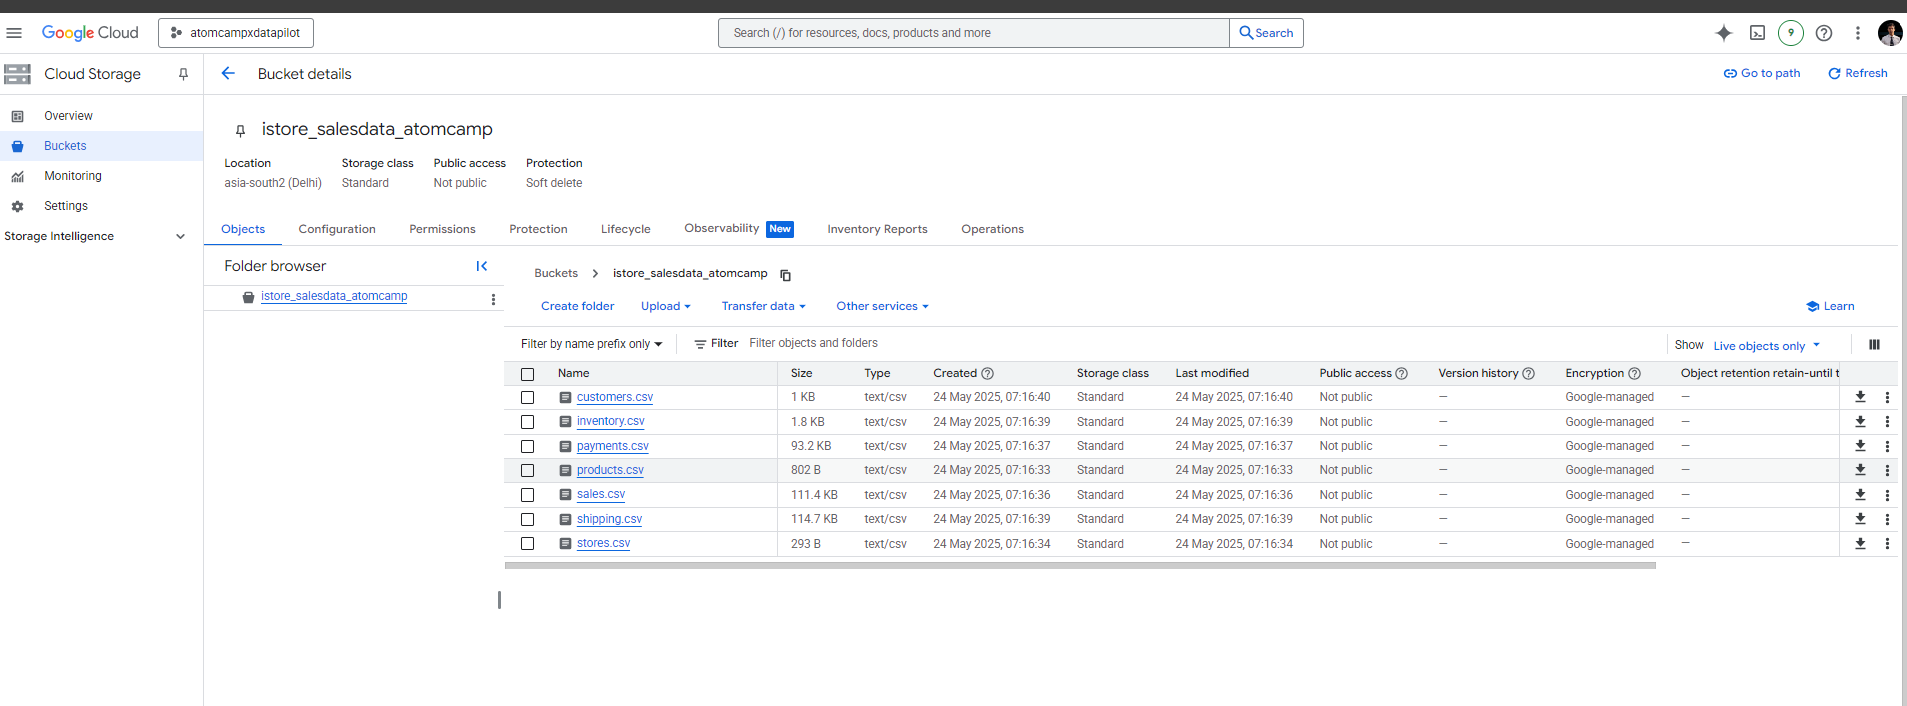 Google Cloud atomcampxdatapilot Search (/) for resources, docs, products and more Search 9
Cloud Storage
Bucket details Go to path Refresh
Overview
Buckets
Monitoring
Settings
Storage Intelligence
istore_salesdata_atomcamp
Location Storage class Public access Protection
asia-south2 (Delhi) Standard Not public Soft delete
Objects Configuration Permissions Protection Lifecycle Observability New Inventory Reports Operations
Folder browser
istore_salesdata_atomcamp
Buckets istore_salesdata_atomcamp
Create folder Upload Transfer data Other services Learn
Filter by name prefix only Filter Filter objects and folders Show Live objects only
Name Size Type Created Storage class Last modified Public access Version history Encryption Object retention retain-until t
customers.csv 1 KB text/csv 24 May 2025, 07:16:40 Standard 24 May 2025, 07:16:40 Not public — Google-managed —
inventory.csv 1.8 KB text/csv 24 May 2025, 07:16:39 Standard 24 May 2025, 07:16:39 Not public — Google-managed —
payments.csv 93.2 KB text/csv 24 May 2025, 07:16:37 Standard 24 May 2025, 07:16:37 Not public — Google-managed —
products.csv 802 B text/csv 24 May 2025, 07:16:33 Standard 24 May 2025, 07:16:33 Not public — Google-managed —
sales.csv 111.4 KB text/csv 24 May 2025, 07:16:36 Standard 24 May 2025, 07:16:36 Not public — Google-managed —
shipping.csv 114.7 KB text/csv 24 May 2025, 07:16:39 Standard 24 May 2025, 07:16:39 Not public — Google-managed —
stores.csv 293 B text/csv 24 May 2025, 07:16:34 Standard 24 May 2025, 07:16:34 Not public — Google-managed —